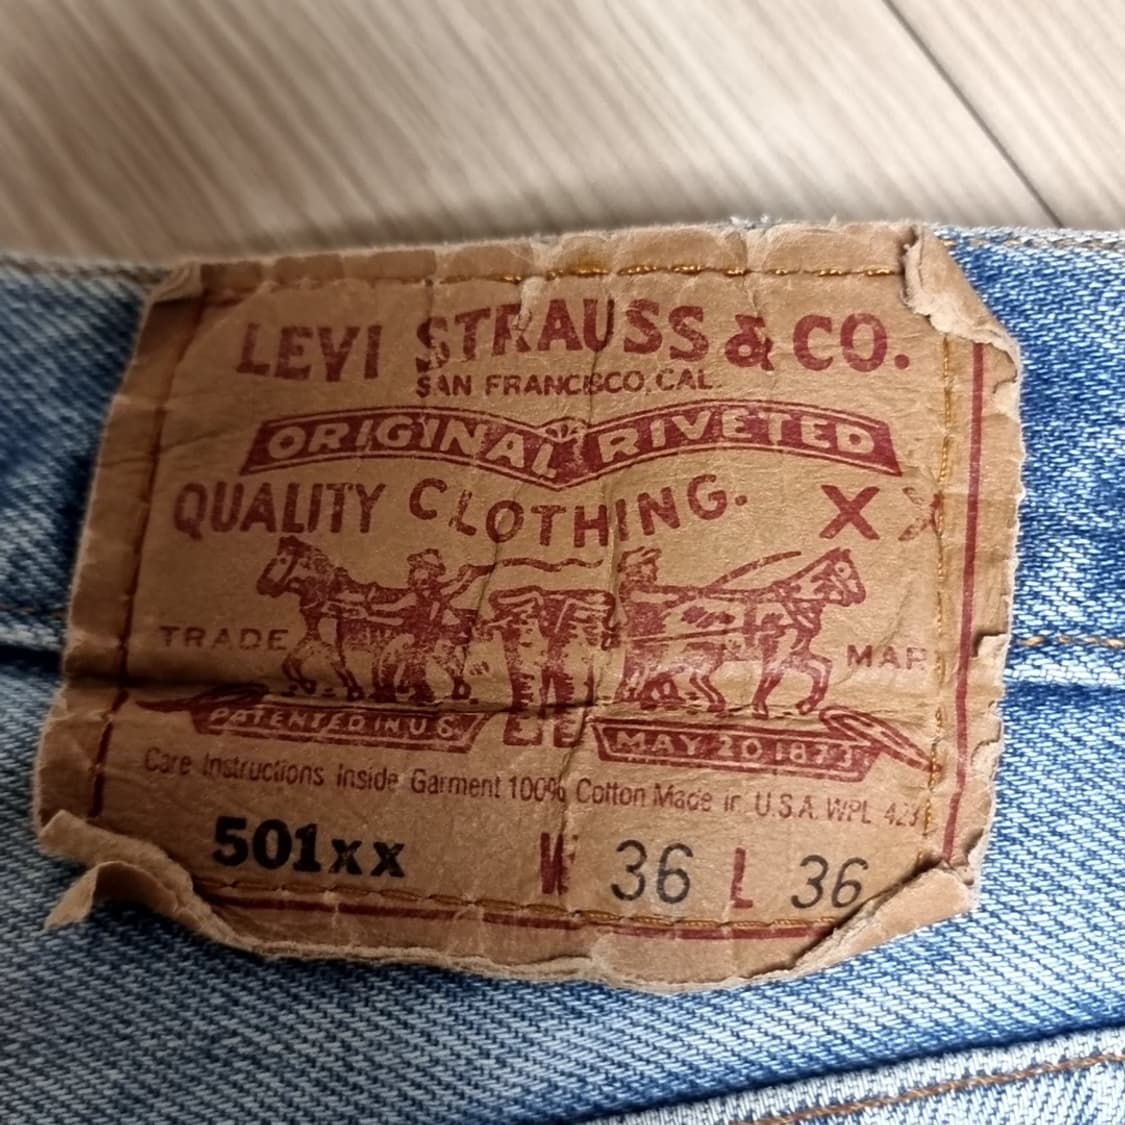 LEVI STRAUSS & CO.
SAN FRANCISCO, CAL.
ORIGINAL RIVETED
QUALITY CLOTHING. XX
TRADE MAR
PATENTED IN U.S. MAY 20 1873
Care Instructions Inside Garment 100% Cotton Made in U.S.A. WPL 423
501xx W 36 L 36